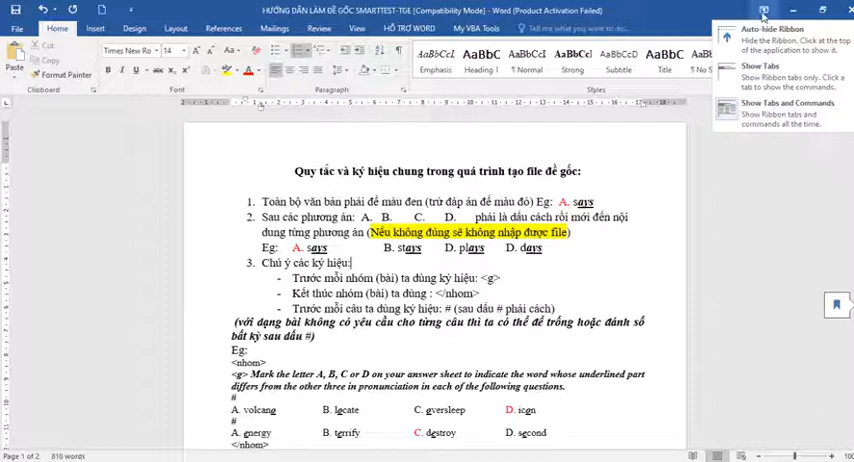 HƯỚNG DẪN LÀM ĐỀ GỐC SMARTTEST-TGE [Compatibility Mode] - Word (Product Activation Failed)
File Home Insert Draw Design Layout References Mailings Review View HỖ TRỢ WORD My VBA Tools Tell me what you want to do...
Auto-hide Ribbon
Hide the Ribbon. Click at the top
of the application to show it.
Show Tabs
Show Ribbon tabs only. Click a
tab to show the commands.
Show Tabs and Commands
Show Ribbon tabs and
commands all the time.
Cut
Copy
Paste
Format Painter
Times New Ro 14
AaBbCcI AaBbC AaBbCcI AaBbC AaBbCcI AaBbC
Emphasis Heading 1 ¶ Normal Strong Subtitle Title ¶ No S
Clipboard Font Paragraph Styles
Quy tắc và ký hiệu chung trong quá trình tạo file đề gốc:
1. Toàn bộ văn bản phải để màu đen (trừ đáp án để màu đỏ) Eg: A. says
2. Sau các phương án: A. B. C. D. phải là dấu cách rồi mới đến nội
dung từng phương án (Nếu không đúng sẽ không nhập được file)
Eg: A. says B. stays D. plays D. days
3. Chú ý các ký hiệu:
- Trước mỗi nhóm (bài) ta dùng ký hiệu: <g>
- Kết thúc nhóm (bài) ta dùng : </nhom>
- Trước mỗi câu ta dùng ký hiệu: # (sau dấu # phải cách)
(với dạng bài không có yêu cầu cho từng câu thì ta có thể để trống hoặc đánh số
bất kỳ sau dấu #)
Eg:
<nhom>
<g> Mark the letter A, B, C or D on your answer sheet to indicate the word whose underlined part
differs from the other three in pronunciation in each of the following questions.
#
A. volcano B. locate C. oversleep D. icon
#
A. energy B. terrify C. destroy D. second
</nhom>
Page 1 of 2 810 words 100